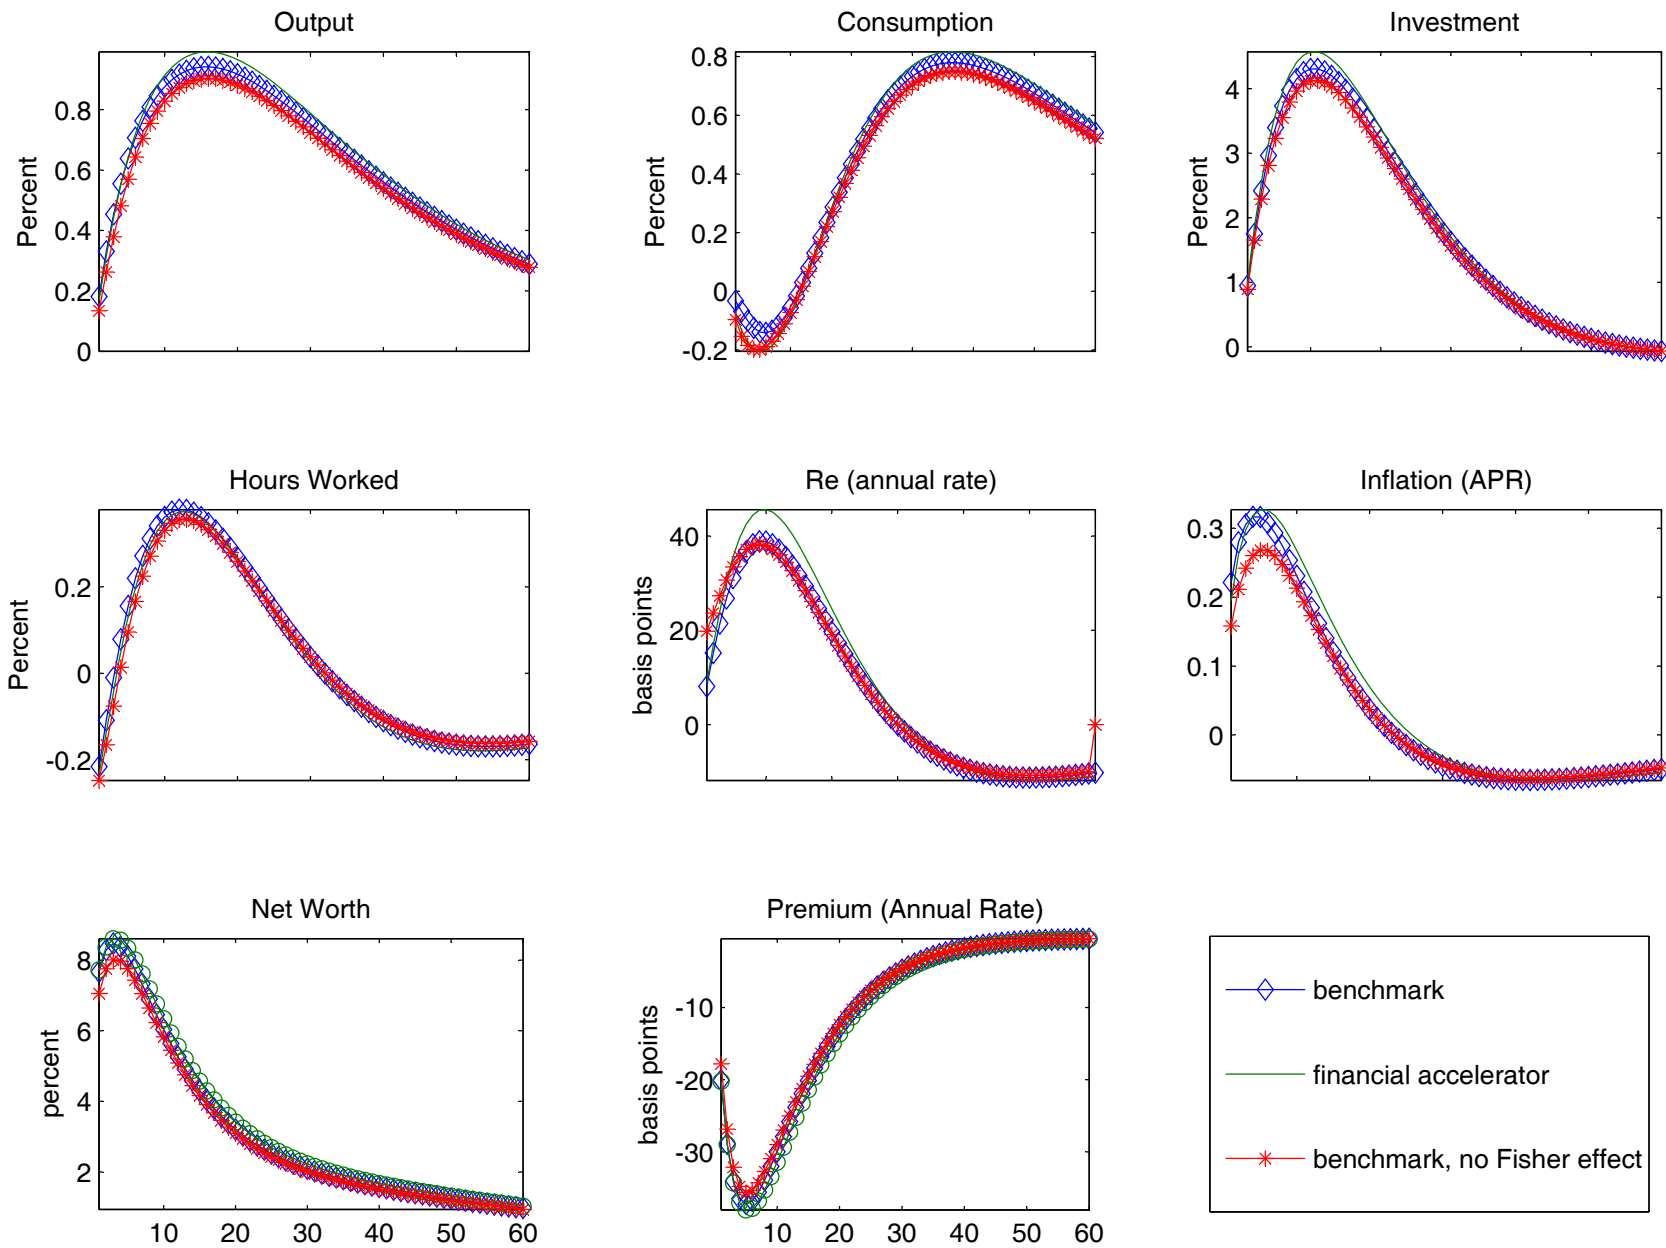 Output
Consumption
Investment
Percent
0.8
0.6
0.4
0.2
0
Percent
0.8
0.6
0.4
0.2
0
-0.2
Percent
4
3
2
1
0
Hours Worked
Re (annual rate)
Inflation (APR)
Percent
0.2
0
-0.2
basis points
40
20
0
0.3
0.2
0.1
0
Net Worth
Premium (Annual Rate)
percent
8
6
4
2
10 20 30 40 50 60
basis points
-10
-20
-30
10 20 30 40 50 60
benchmark
financial accelerator
benchmark, no Fisher effect